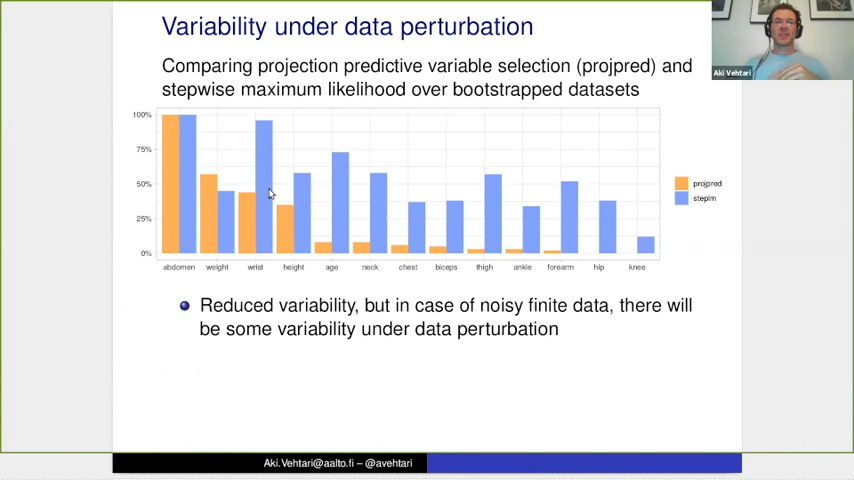 Variability under data perturbation
Aki Vehtari
Comparing projection predictive variable selection (projpred) and
stepwise maximum likelihood over bootstrapped datasets
100%
75%
50%
25%
0%
abdomen weight wrist height age neck chest biceps thigh ankle forearm hip knee
projpred
steplm
Reduced variability, but in case of noisy finite data, there will
be some variability under data perturbation
Aki.Vehtari@aalto.fi – @avehtari